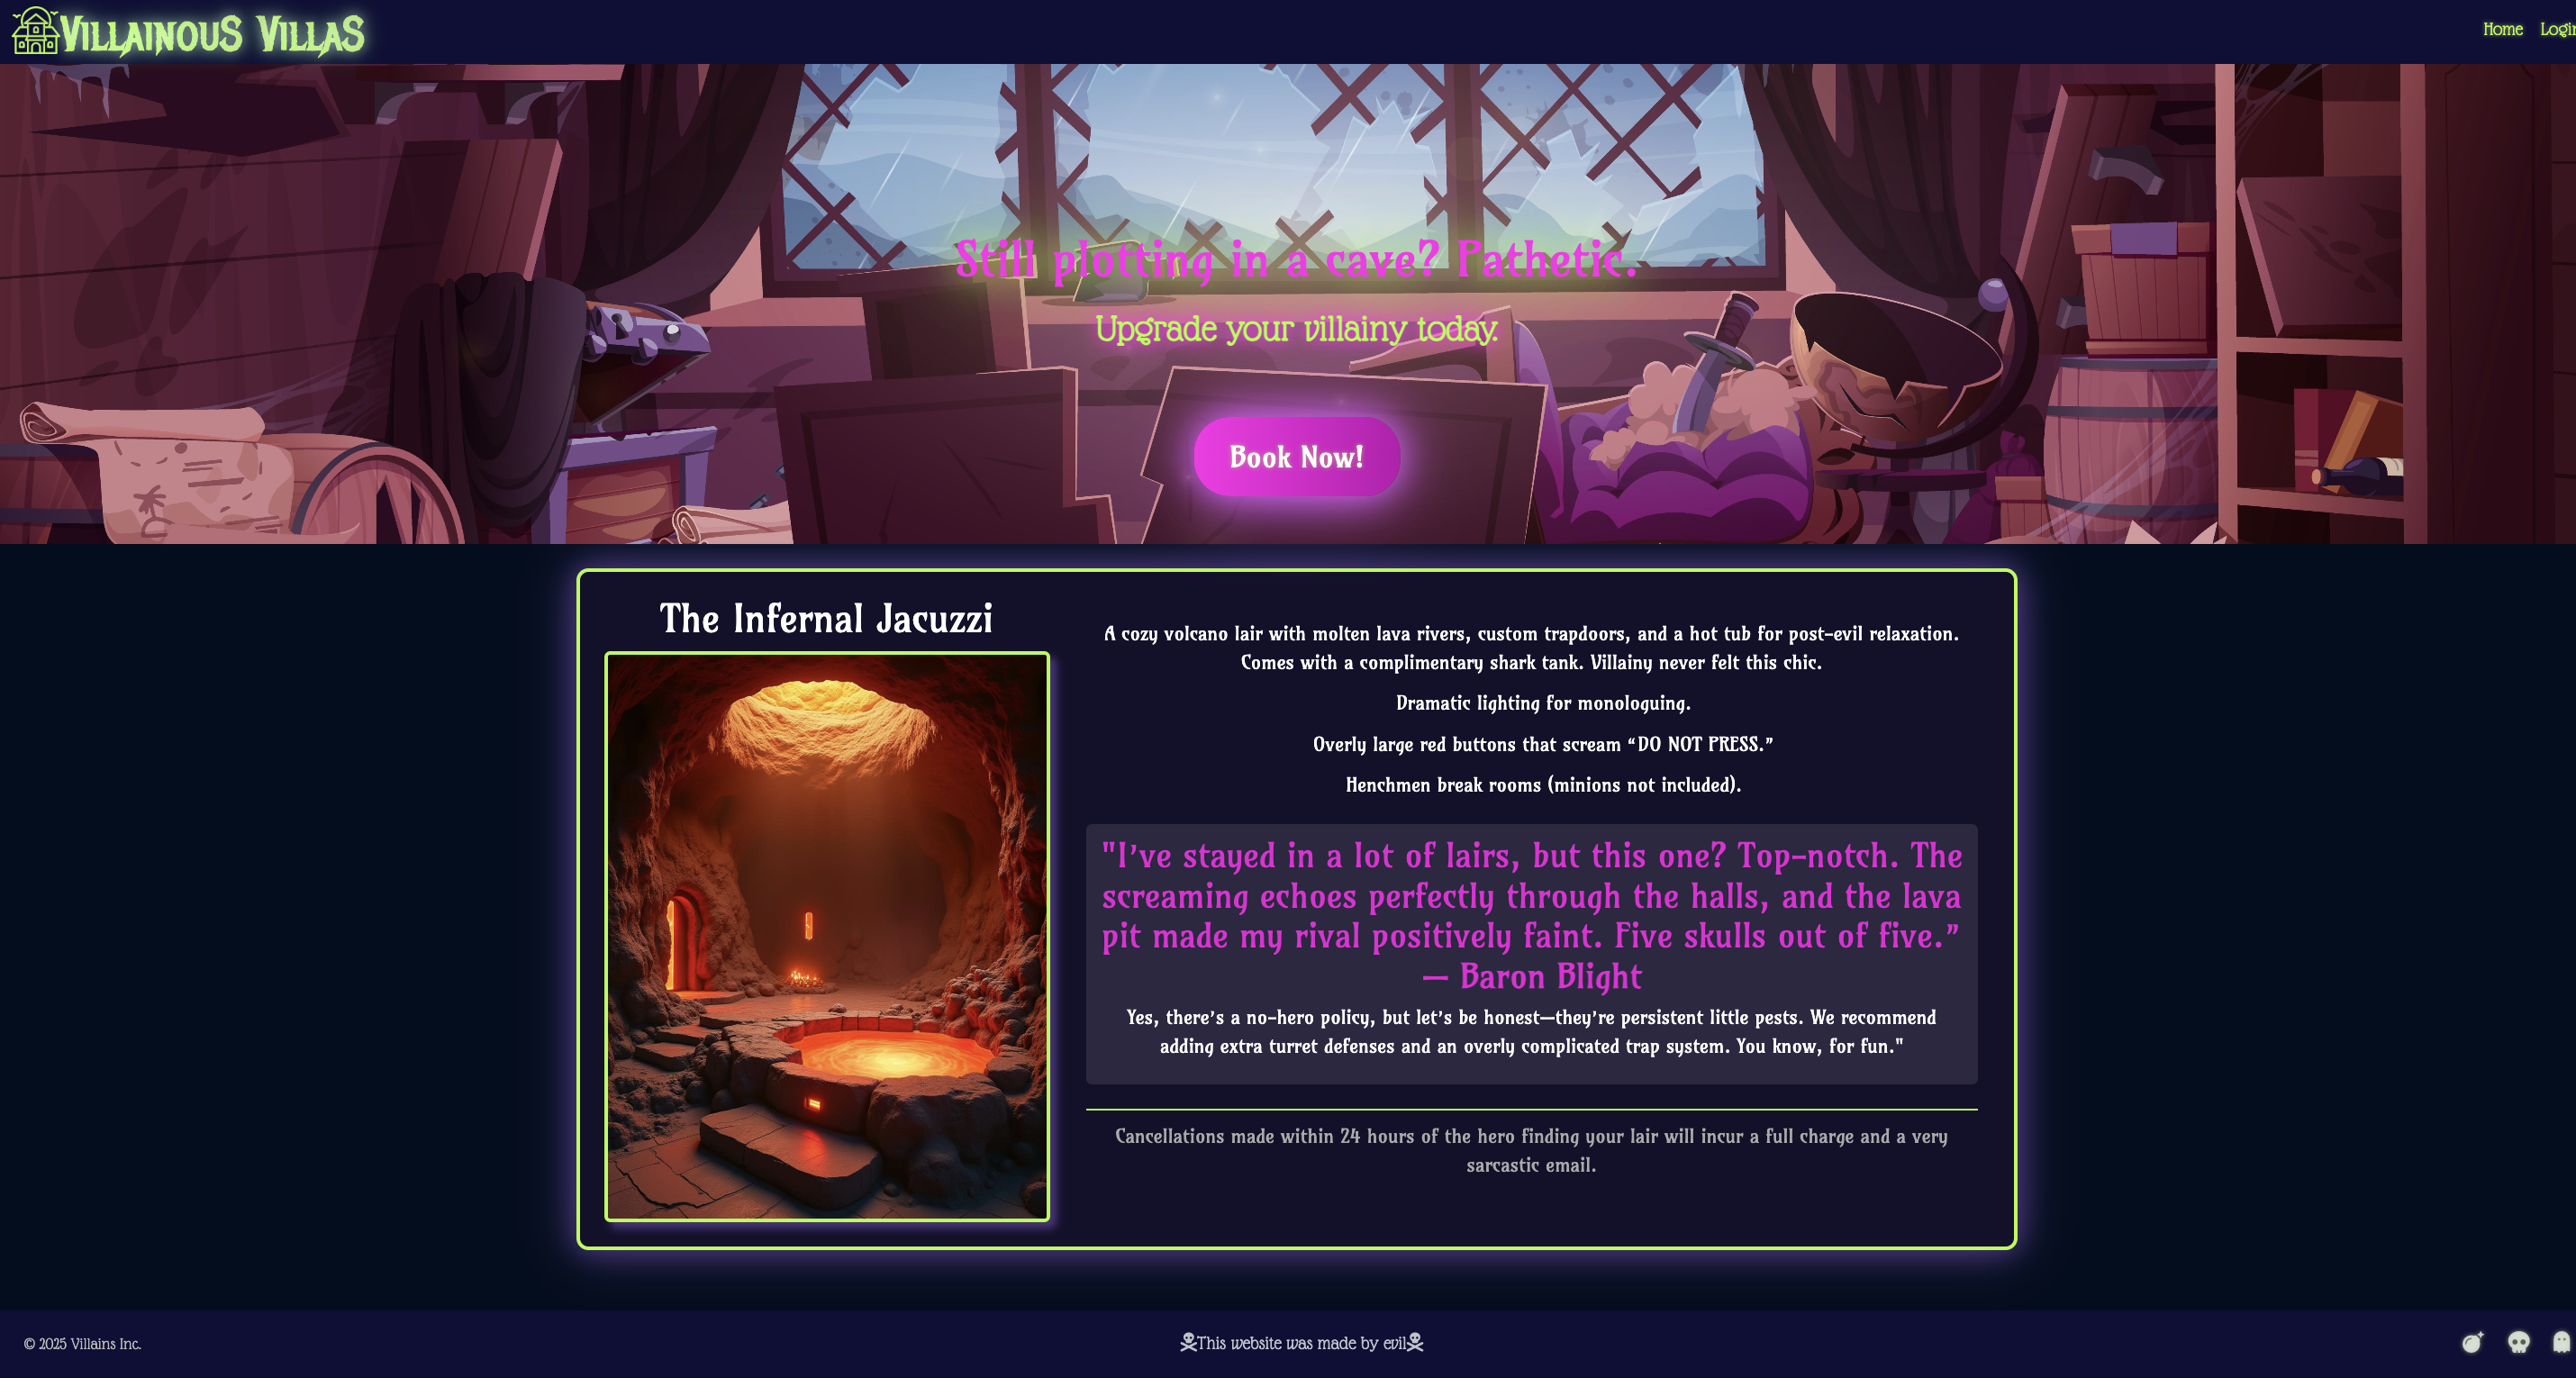 VILLAINOUS VILLAS
Home Login
Still plotting in a cave? Pathetic.
Upgrade your villainy today.
Book Now!
The Infernal Jacuzzi
A cozy volcano lair with molten lava rivers, custom trapdoors, and a hot tub for post-evil relaxation.
Comes with a complimentary shark tank. Villainy never felt this chic.
Dramatic lighting for monologuing.
Overly large red buttons that scream “DO NOT PRESS.”
Henchmen break rooms (minions not included).
"I’ve stayed in a lot of lairs, but this one? Top-notch. The
screaming echoes perfectly through the halls, and the lava
pit made my rival positively faint. Five skulls out of five.”
— Baron Blight
Yes, there’s a no-hero policy, but let’s be honest—they’re persistent little pests. We recommend
adding extra turret defenses and an overly complicated trap system. You know, for fun."
Cancellations made within 24 hours of the hero finding your lair will incur a full charge and a very
sarcastic email.
© 2025 Villains Inc.
This website was made by evil